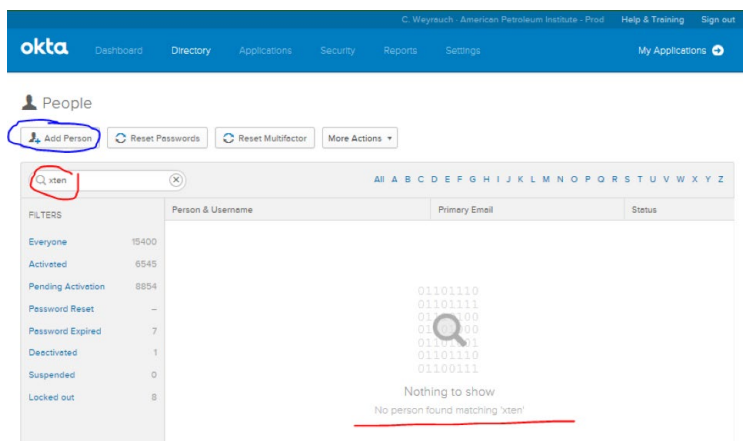 C. Weyrauch - American Petroleum Institute - Prod Help & Training Sign out
okta Dashboard Directory Applications Security Reports Settings My Applications
People
Add Person Reset Passwords Reset Multifactor More Actions
xten All A B C D E F G H I J K L M N O P Q R S T U V W X Y Z
FILTERS Person & Username Primary Email Status
Everyone 15400
Activated 6545
Pending Activation 8854
Password Reset –
Password Expired 7
Deactivated 1
Suspended 0
Locked out 8
01101110
01101111
01101001
01101110
01100111
Nothing to show
No person found matching 'xten'